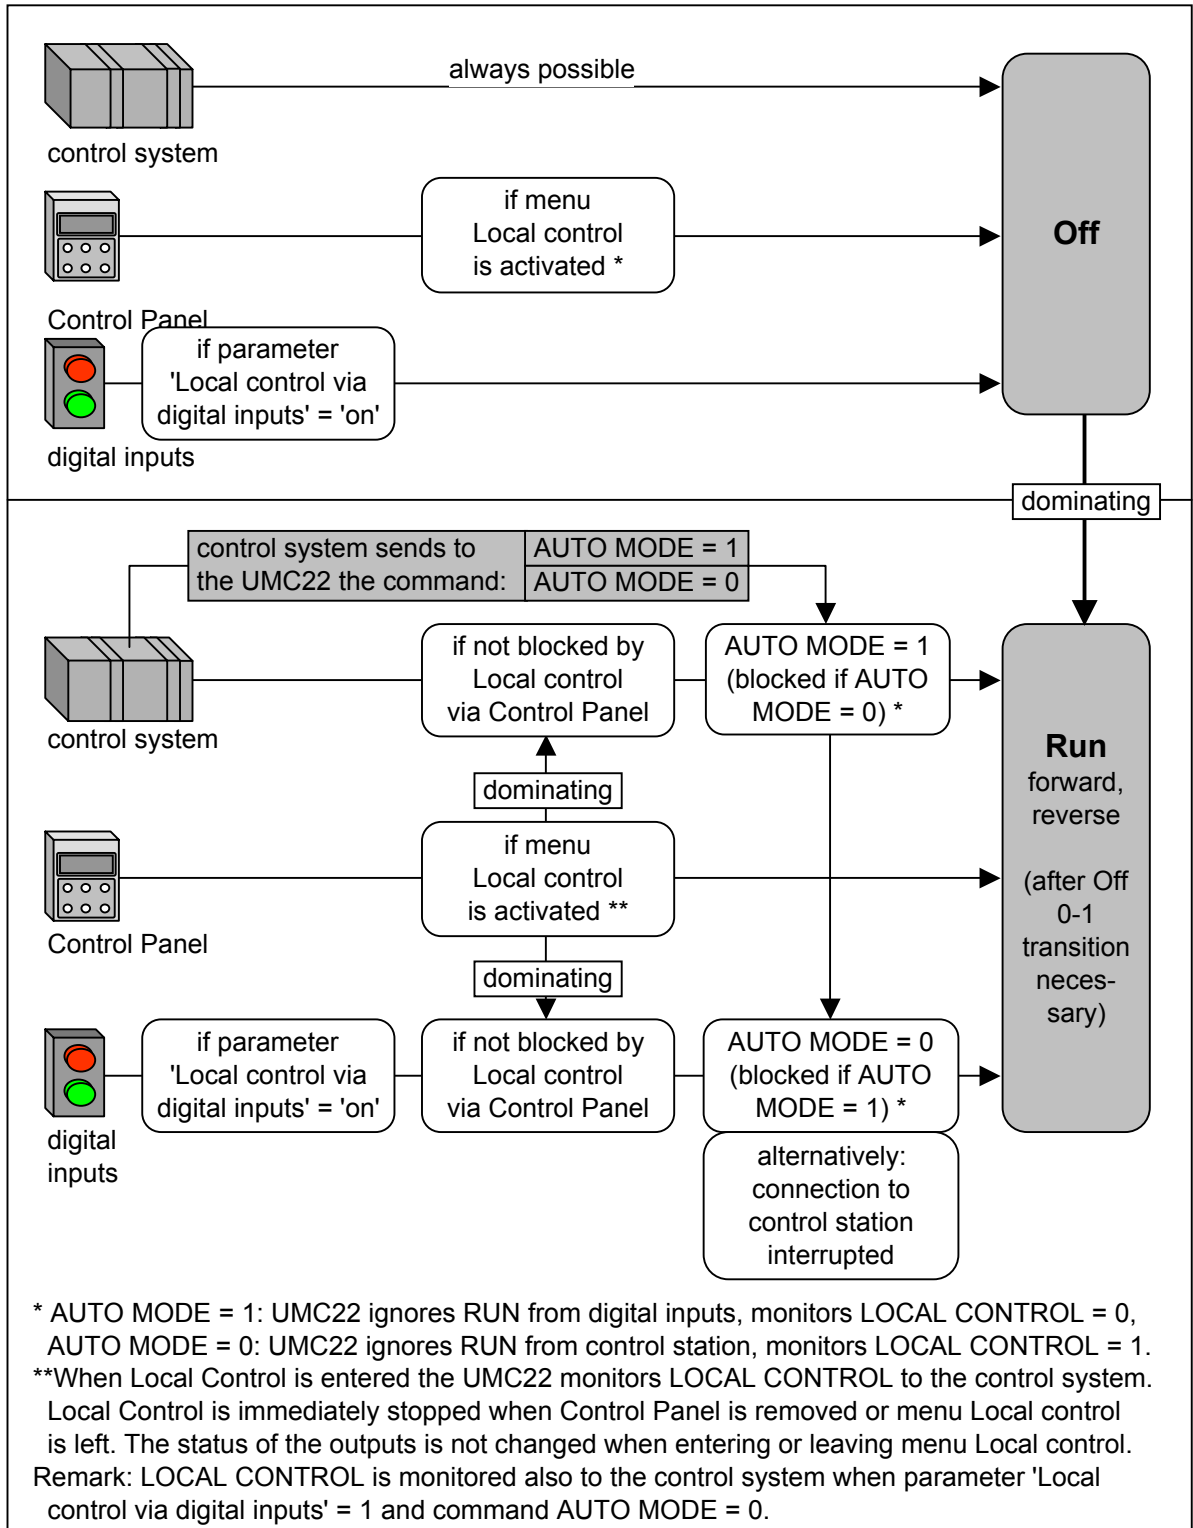 always possible
control system
if menu
Local control
is activated *
Off
Control Panel
if parameter
'Local control via
digital inputs' = 'on'
digital inputs
dominating
control system sends to
the UMC22 the command:
AUTO MODE = 1
AUTO MODE = 0
control system
if not blocked by
Local control
via Control Panel
AUTO MODE = 1
(blocked if AUTO
MODE = 0) *
Run
forward,
reverse
(after Off
0-1
transition
neces-
sary)
dominating
if menu
Local control
is activated **
Control Panel
dominating
if parameter
'Local control via
digital inputs' = 'on'
if not blocked by
Local control
via Control Panel
AUTO MODE = 0
(blocked if AUTO
MODE = 1) *
digital
inputs
alternatively:
connection to
control station
interrupted
* AUTO MODE = 1: UMC22 ignores RUN from digital inputs, monitors LOCAL CONTROL = 0,
AUTO MODE = 0: UMC22 ignores RUN from control station, monitors LOCAL CONTROL = 1.
**When Local Control is entered the UMC22 monitors LOCAL CONTROL to the control system.
Local Control is immediately stopped when Control Panel is removed or menu Local control
is left. The status of the outputs is not changed when entering or leaving menu Local control.
Remark: LOCAL CONTROL is monitored also to the control system when parameter 'Local
control via digital inputs' = 1 and command AUTO MODE = 0.